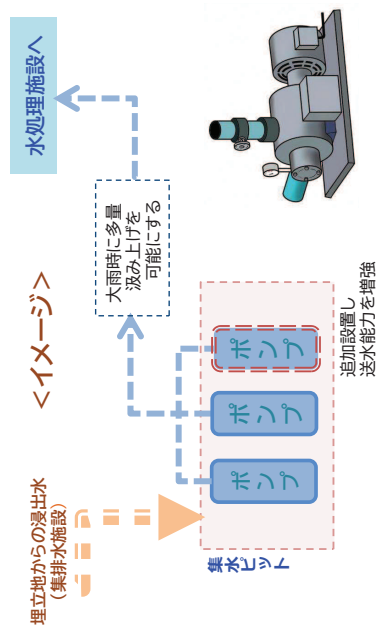 ＜イメージ＞
水処理施設へ
埋立地からの浸出水
（集排水施設）
大雨時に多量
汲み上げを
可能にする
集水ピット
ポンプ
ポンプ
ポンプ
追加設置し
送水能力を増強